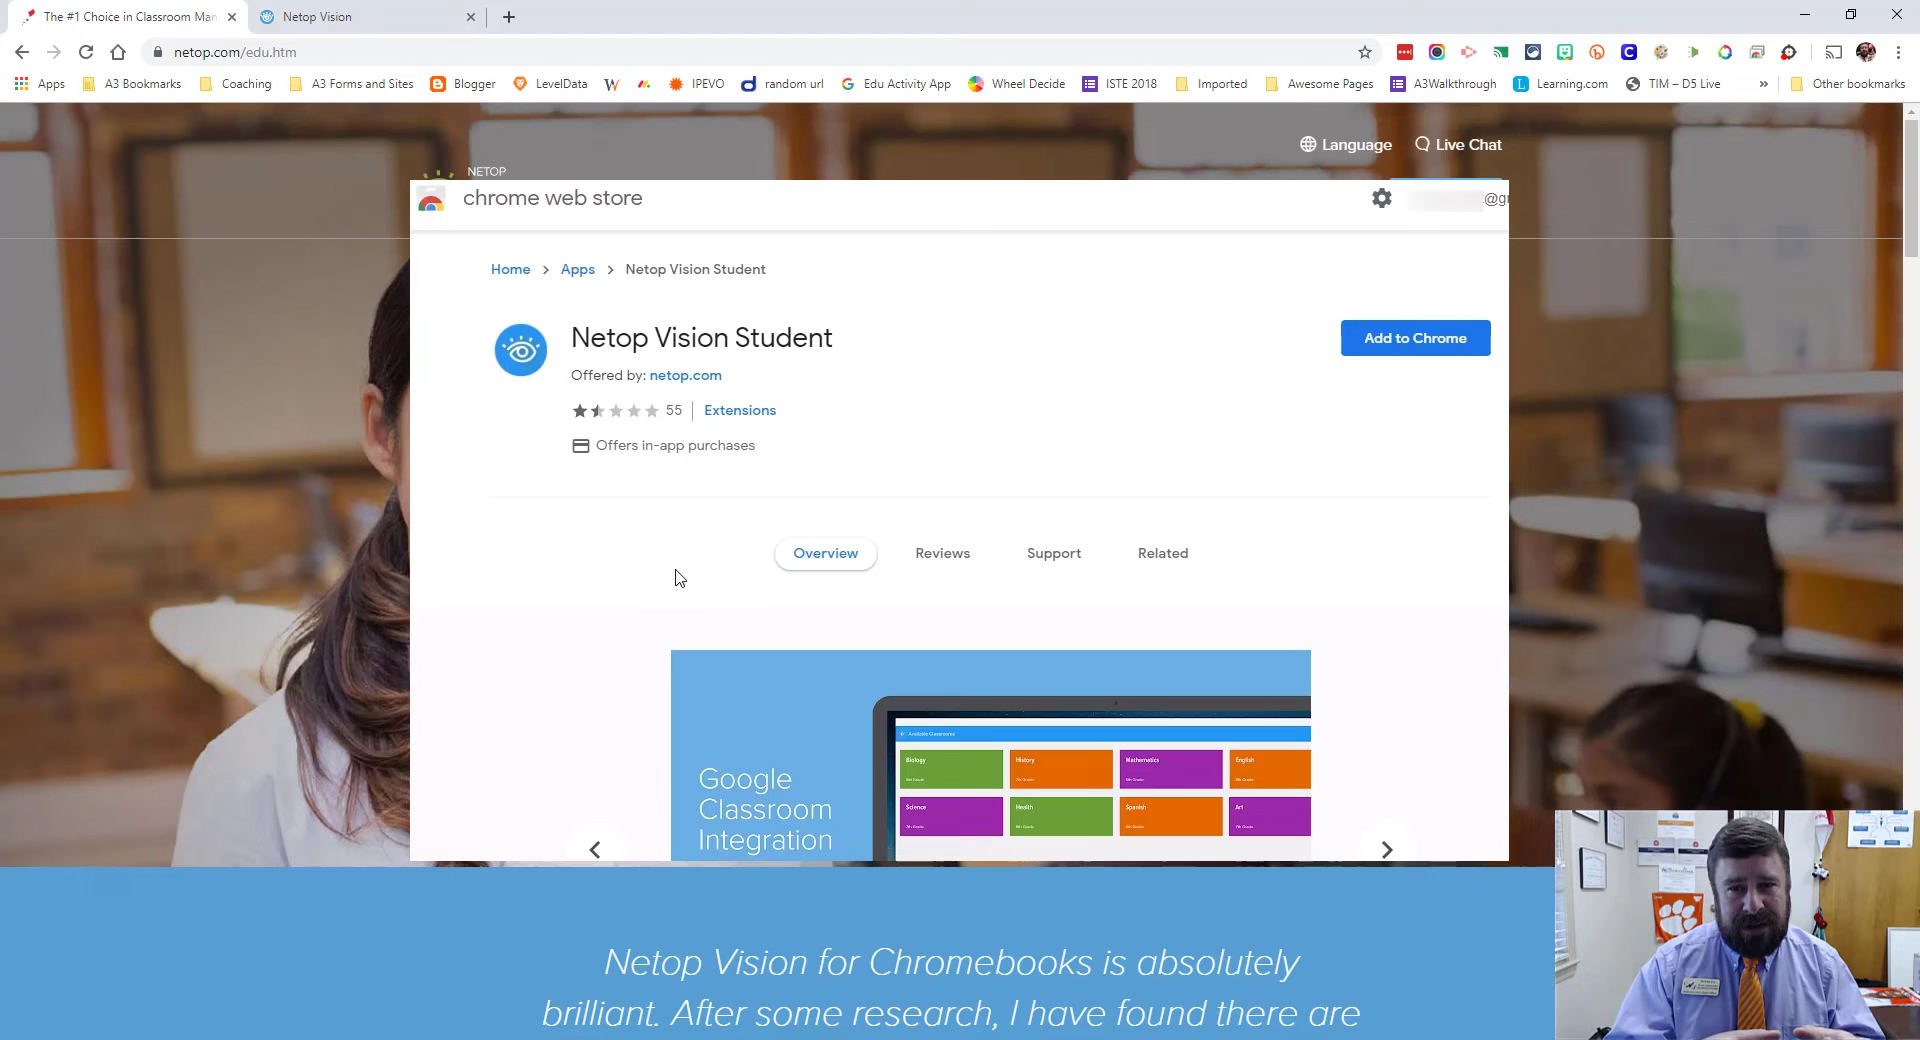 The #1 Choice in Classroom Man
Netop Vision
netop.com/edu.htm
Apps
A3 Bookmarks
Coaching
A3 Forms and Sites
Blogger
LevelData
IPEVO
random url
Edu Activity App
Wheel Decide
ISTE 2018
Imported
Awesome Pages
A3Walkthrough
Learning.com
TIM – D5 Live
»
Other bookmarks
Language
Live Chat
NETOP
chrome web store
@gr
Home > Apps > Netop Vision Student
Netop Vision Student
Add to Chrome
Offered by: netop.com
55 | Extensions
Offers in-app purchases
Overview
Reviews
Support
Related
Available Classrooms
Biology
History
Mathematics
English
Science
Health
Spanish
Art
Google
Classroom
Integration
Netop Vision for Chromebooks is absolutely
brilliant. After some research, I have found there are